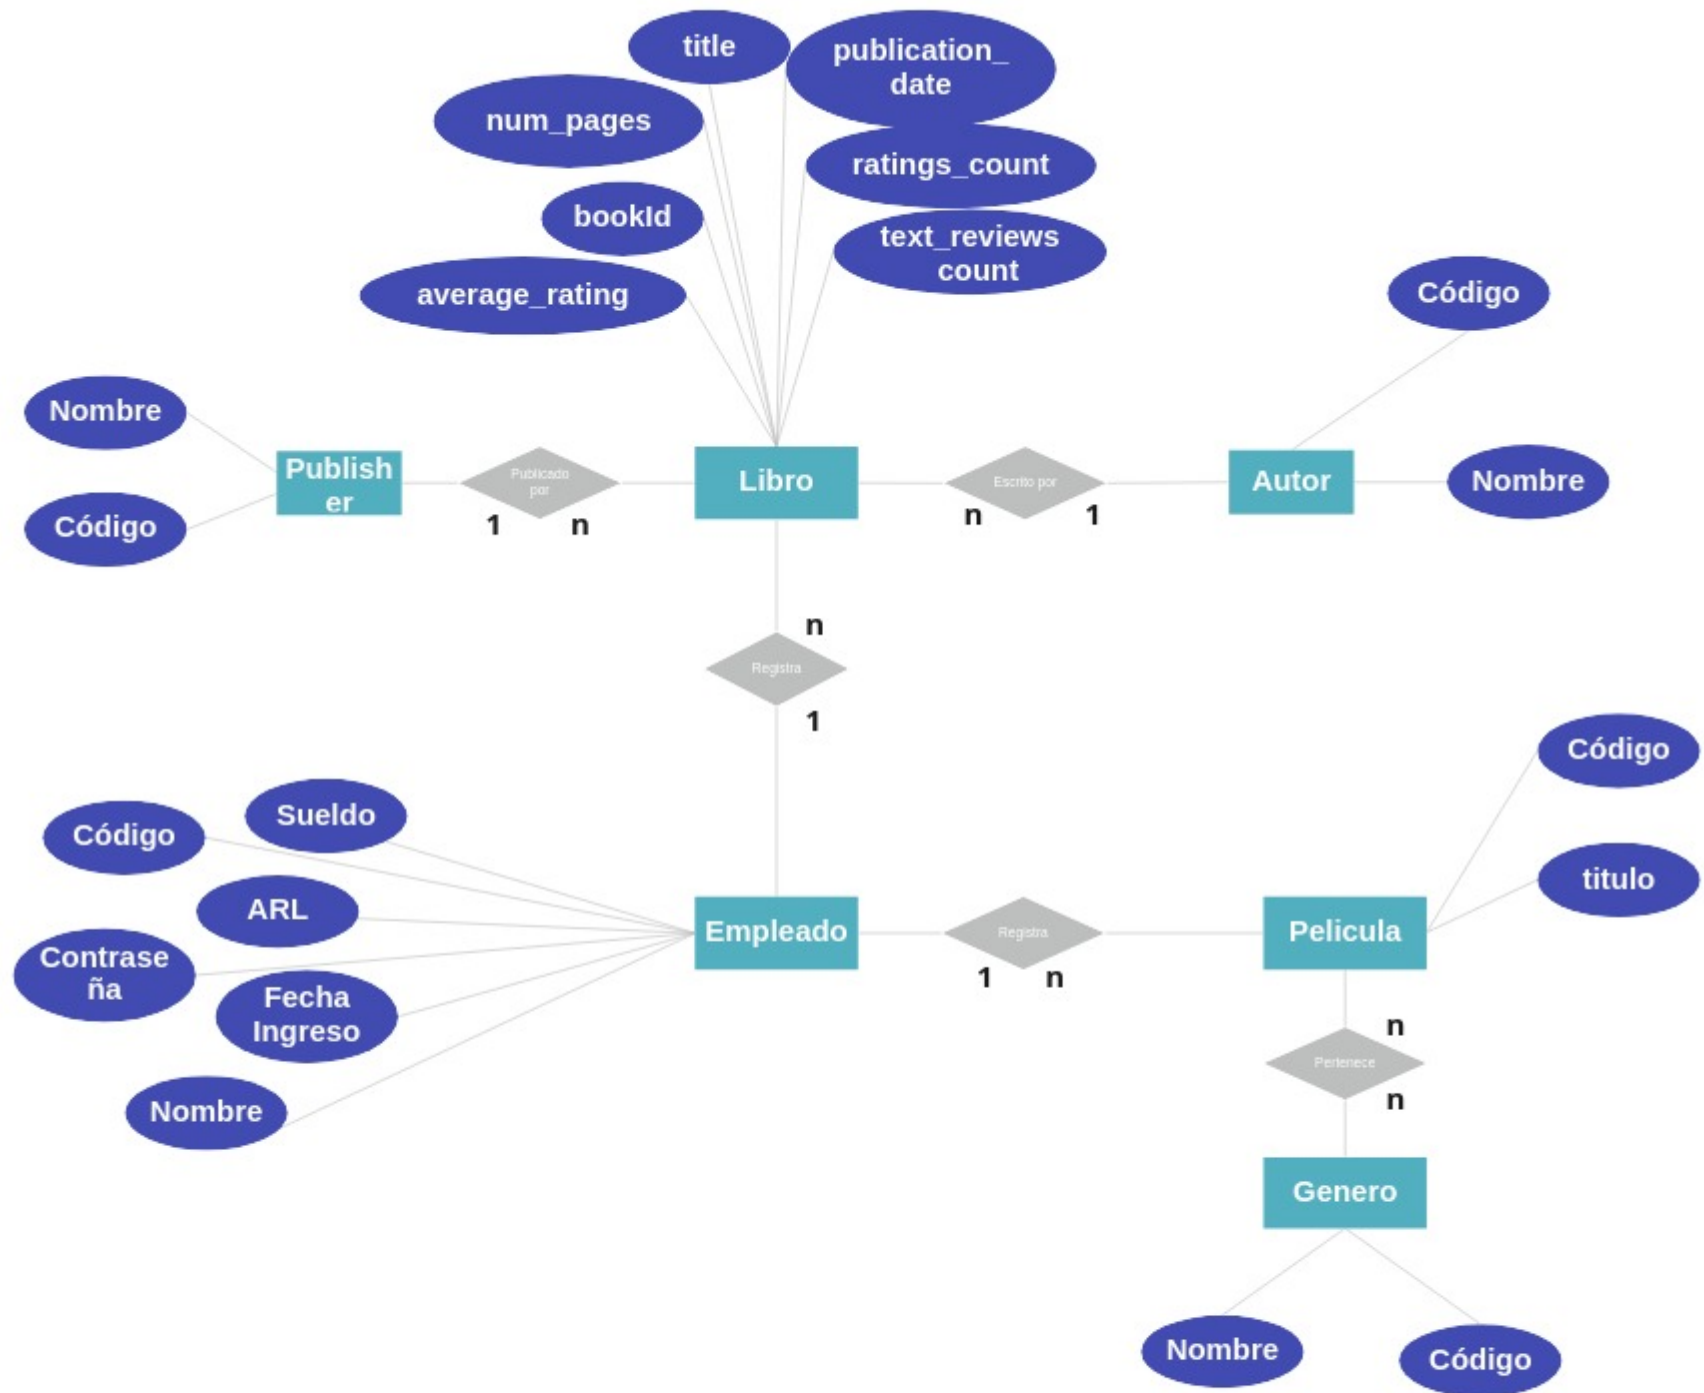 title
publication_
date
num_pages
ratings_count
bookId
text_reviews
count
average_rating
Código
Nombre
Publish
er
Publicado
por
Libro
Escrito por
Autor
Nombre
Código
1
n
n
1
n
Registra
1
Código
Sueldo
Código
titulo
ARL
Empleado
Registra
Pelicula
Contrase
ña
1
n
Fecha
Ingreso
n
Pertenece
n
Nombre
Genero
Nombre
Código